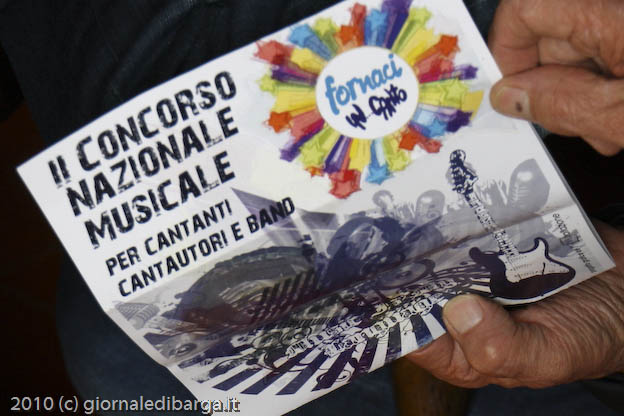 II CONCORSO
NAZIONALE
MUSICALE
PER CANTANTI
CANTAUTORI E BAND
fornaci
IN CANTO
2010 (c) giornaledibarga.it